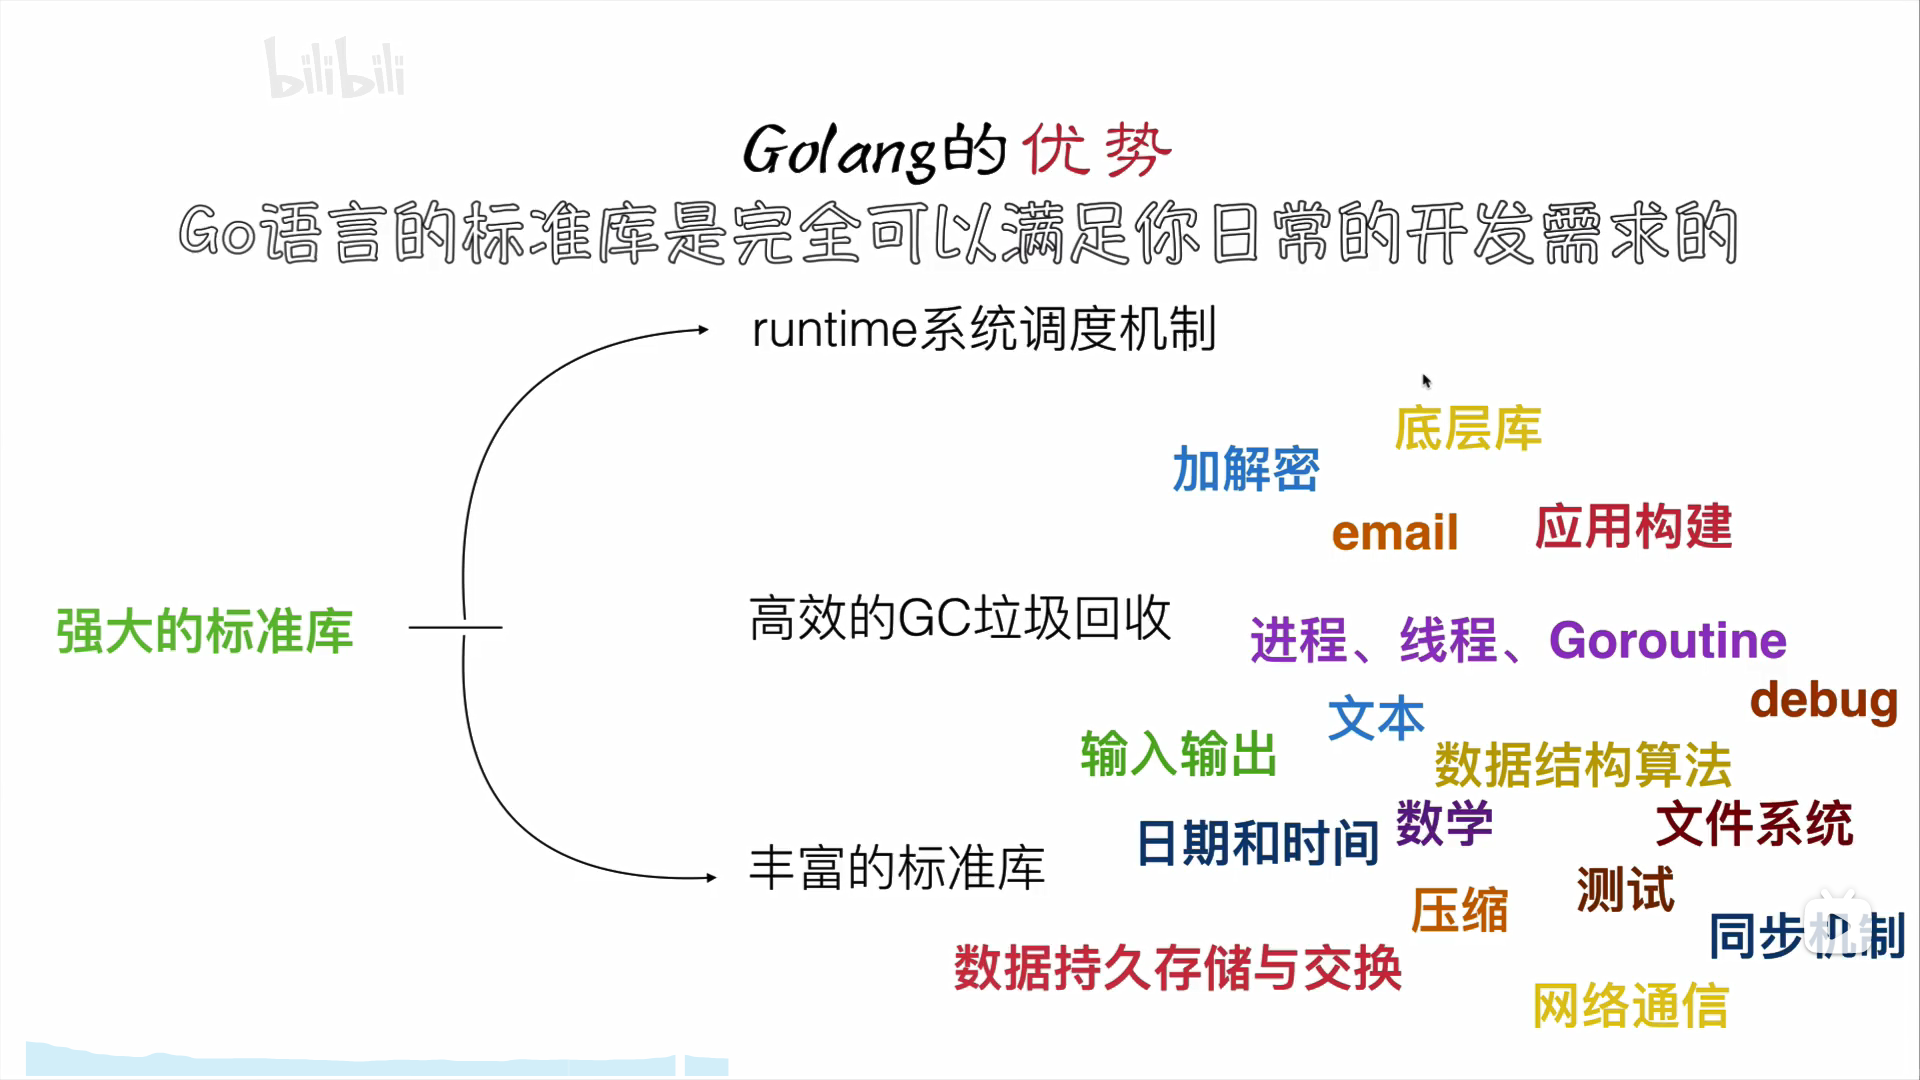 bilibili
Golang的优势
Go语言的标准库是完全可以满足你日常的开发需求的
runtime系统调度机制
底层库
加解密
email
应用构建
强大的标准库
高效的GC垃圾回收
进程、线程、Goroutine
debug
文本
输入输出
数据结构算法
日期和时间
数学
文件系统
丰富的标准库
测试
压缩
同步机制
数据持久存储与交换
网络通信